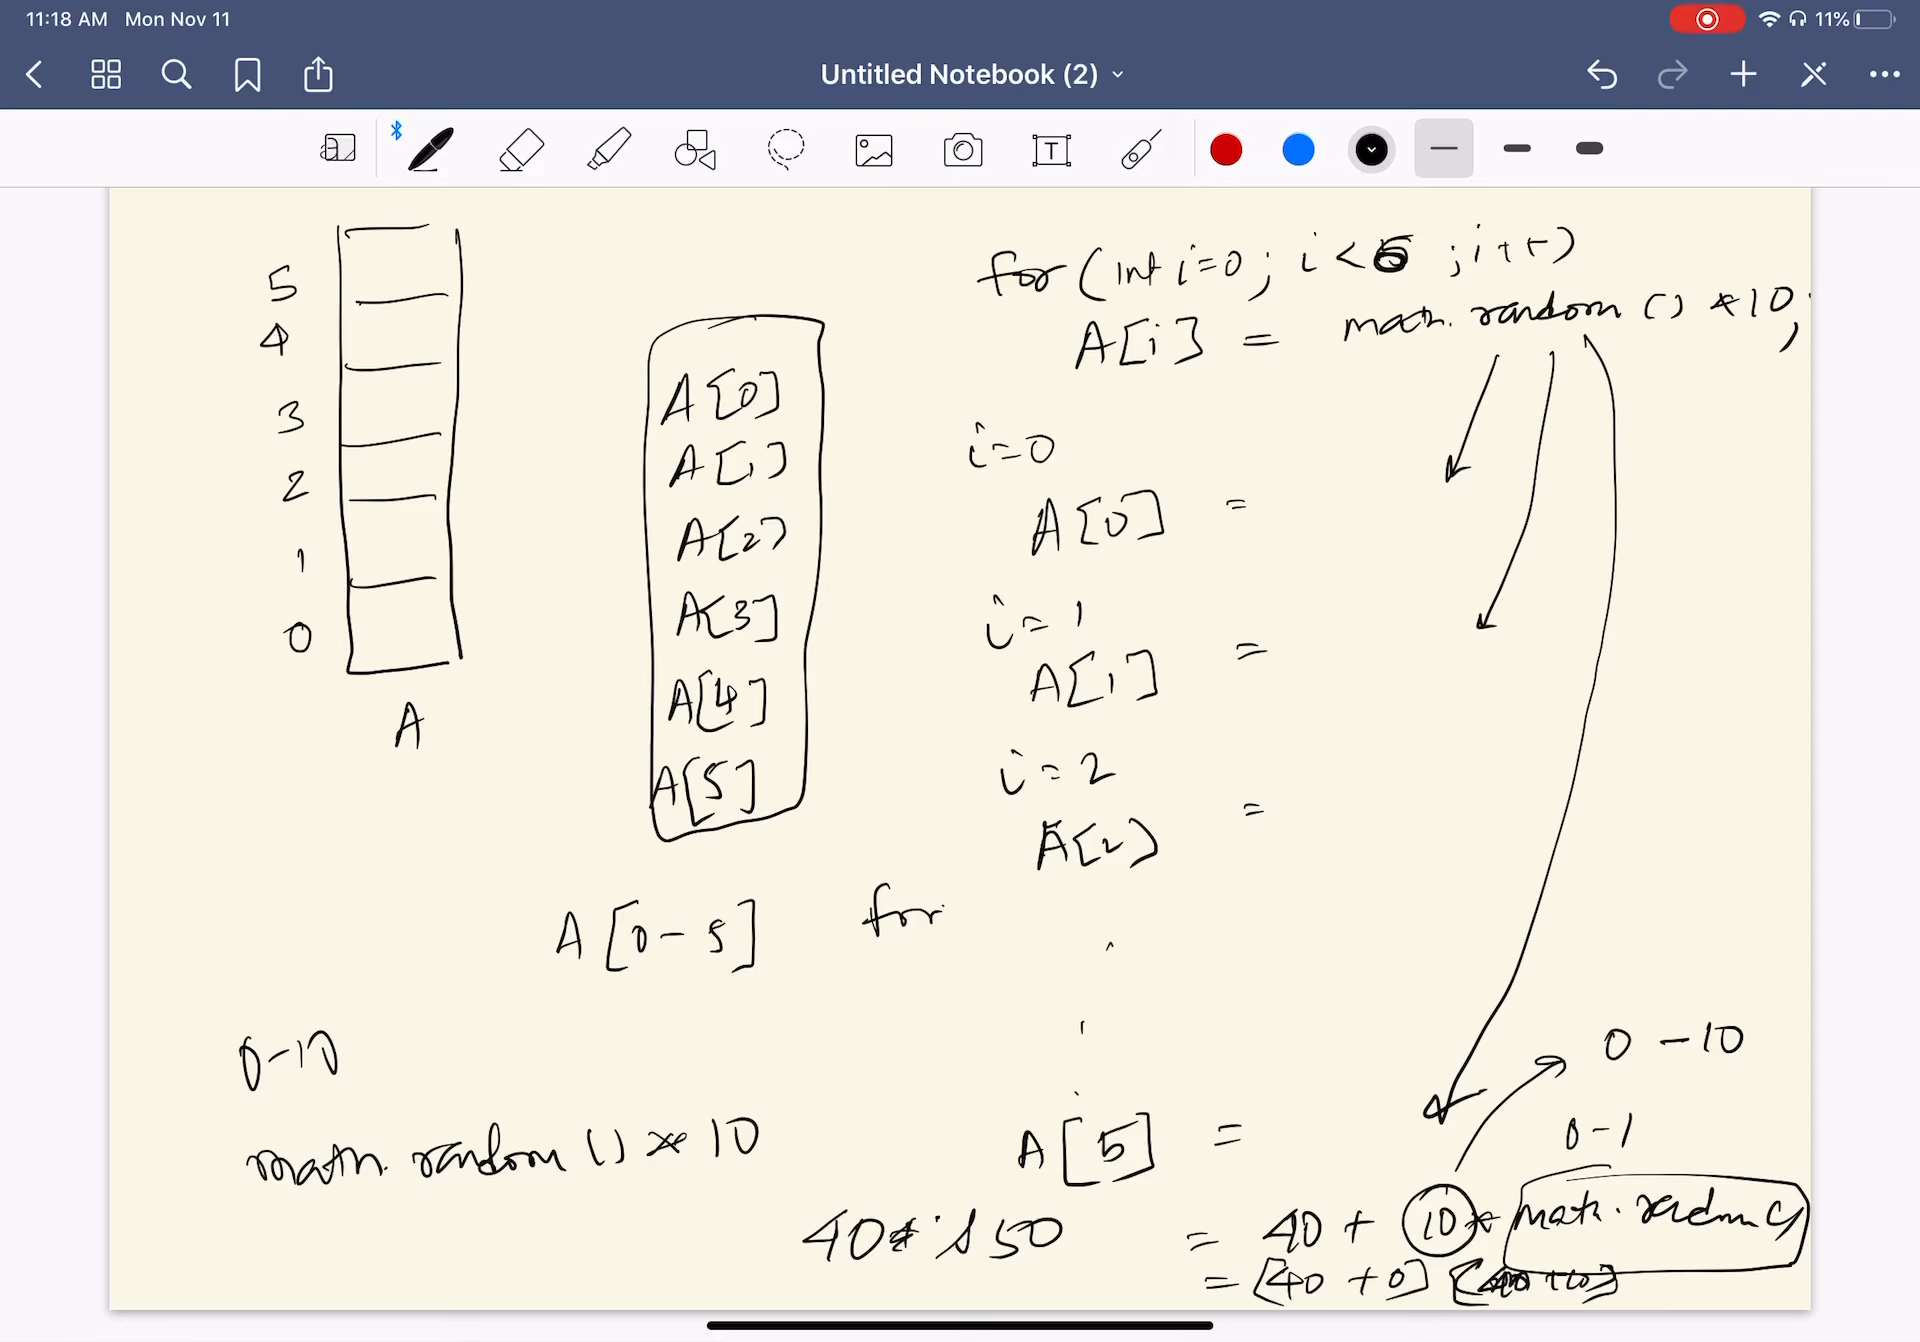 11:18 AM Mon Nov 11
11%
Untitled Notebook (2)
for (int i=0; i<6 ; i++)
A[i] = math. random () *10;
5
4
3
2
1
0
A
A[0]
A[1]
A[2]
A[3]
A[4]
A[5]
i=0
A[0] =
i=1
A[1] =
i=2
A[2] =
A[0-5] for
0-10
math. random () * 10
A[5] =
0-10
0-1
50
= 40 + 10 * math. random ()
= [40 + 0]